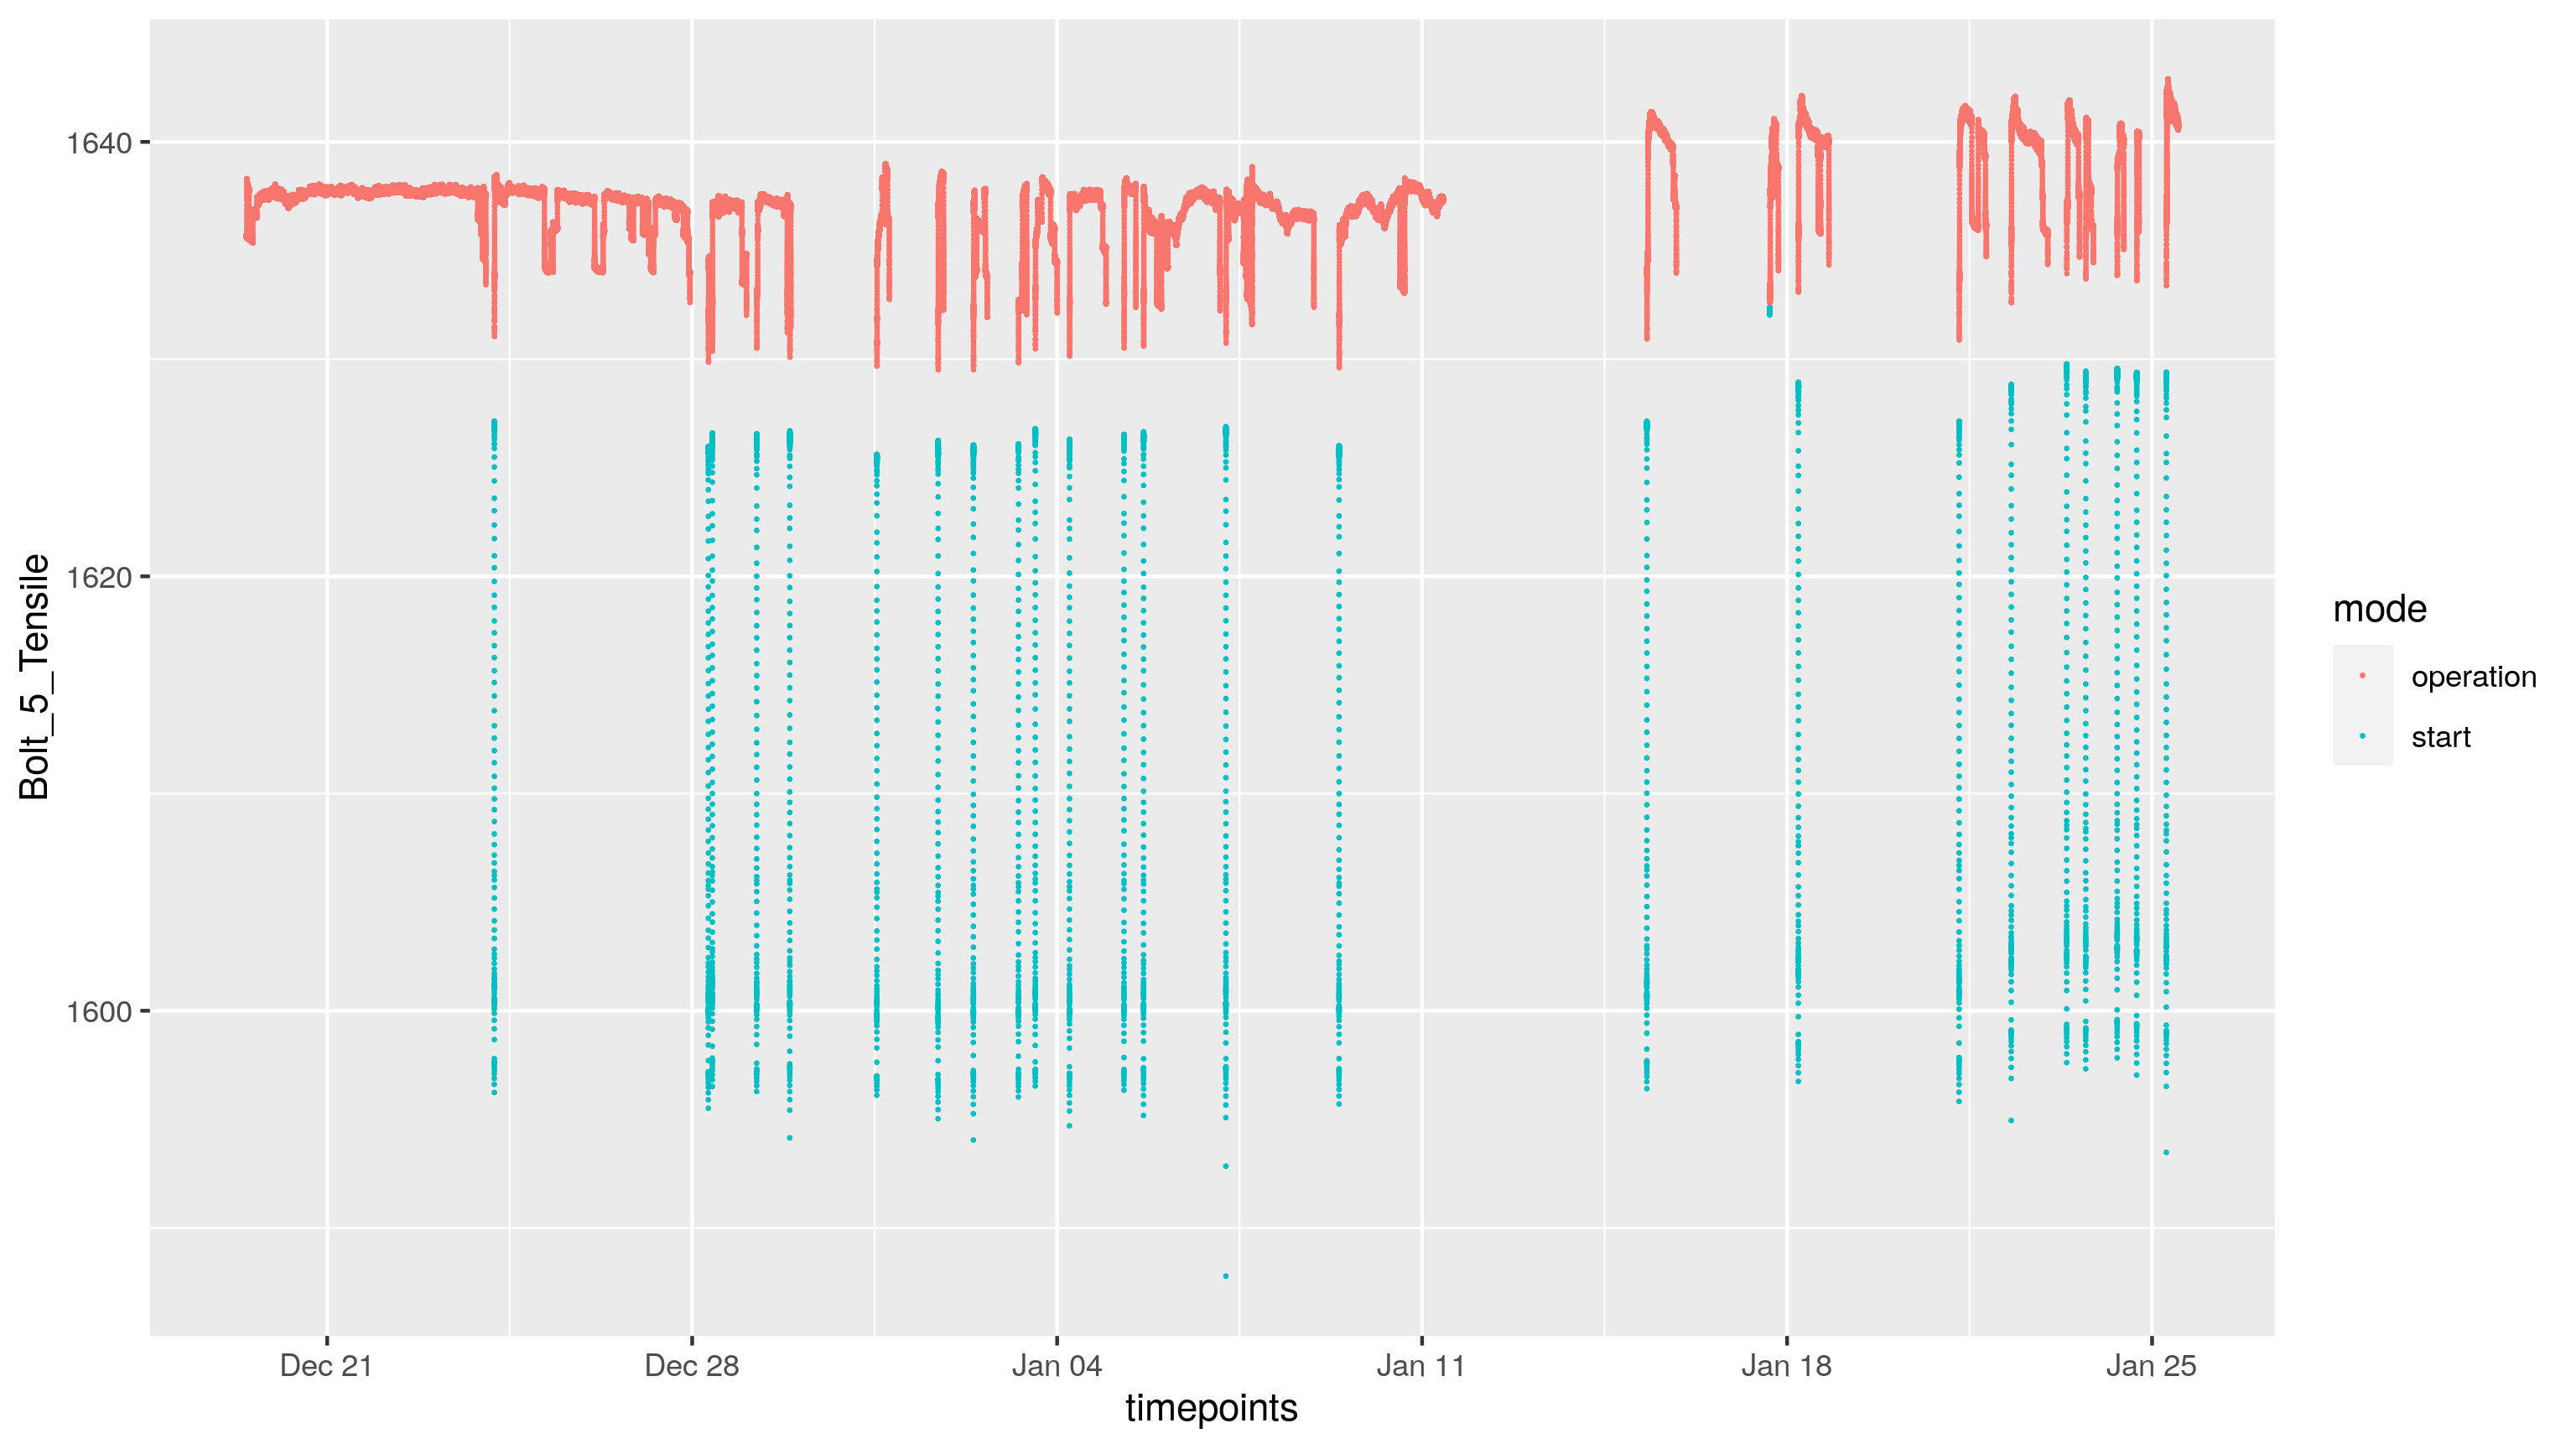 1640
1620
1600
Bolt_5_Tensile
Dec 21
Dec 28
Jan 04
Jan 11
Jan 18
Jan 25
timepoints
mode
operation
start